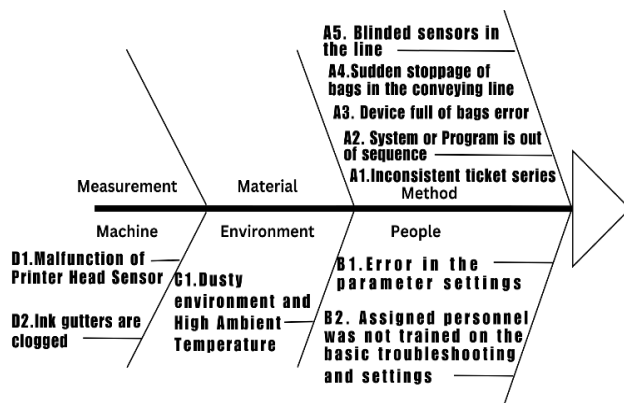 A5. Blinded sensors in
the line
A4.Sudden stoppage of
bags in the conveying line
A3. Device full of bags error
A2. System or Program is out
of sequence
A1.Inconsistent ticket series
Measurement
Material
Method
Machine
Environment
People
D1.Malfunction of
Printer Head Sensor
D2.Ink gutters are
clogged
C1.Dusty
environment and
High Ambient
Temperature
B1.Error in the
parameter settings
B2. Assigned personnel
was not trained on the
basic troubleshooting
and settings